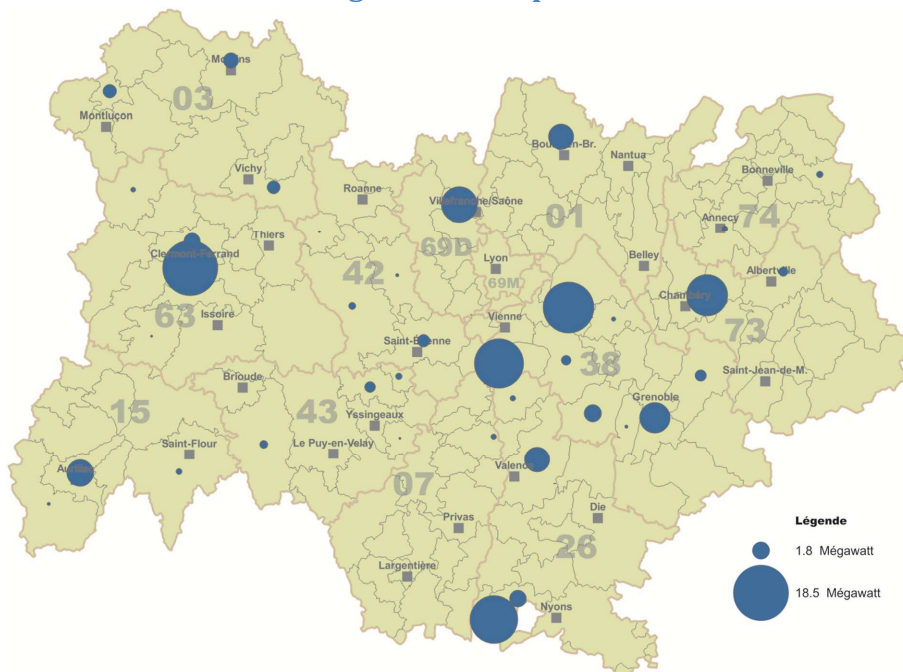 Moulins
03
Montluçon
Bourg-en-Br.
Nantua
Vichy
Bonneville
Roanne
Villefranche/Saône
01
74
Annecy
Thiers
69D
Clermont-Ferrand
Lyon
Belley
42
69M
Albertville
63
Chambéry
Issoire
Vienne
73
Saint-Étienne
38
Saint-Jean-de-M.
Brioude
Grenoble
15
43
Yssingeaux
Saint-Flour
Le Puy-en-Velay
Aurillac
Valence
07
Die
Privas
26
Légende
1.8 Mégawatt
Largentière
18.5 Mégawatt
Nyons